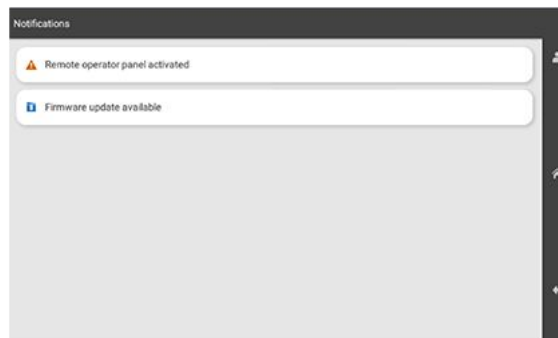 Notifications
Remote operator panel activated
Firmware update available